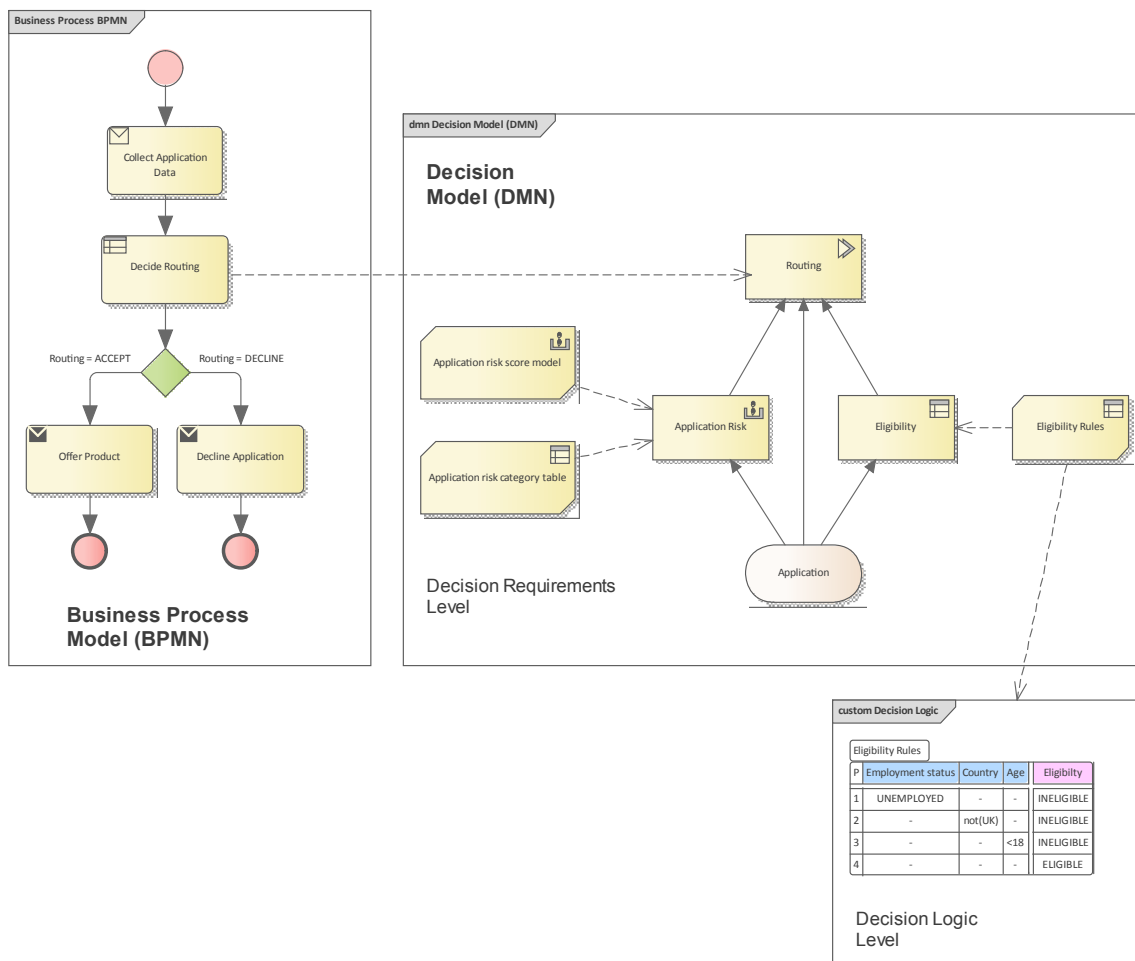 Business Process BPMN
Collect Application
Data
Decide Routing
Routing = ACCEPT
Routing = DECLINE
Offer Product
Decline Application
Business Process
Model (BPMN)
dmn Decision Model (DMN)
Decision
Model (DMN)
Routing
Application risk score model
Application Risk
Eligibility
Eligibility Rules
Application risk category table
Application
Decision Requirements
Level
custom Decision Logic
Eligibility Rules
P Employment status Country Age Eligibilty
1 UNEMPLOYED - - INELIGIBLE
2 - not(UK) - INELIGIBLE
3 - - <18 INELIGIBLE
4 - - - ELIGIBLE
Decision Logic
Level